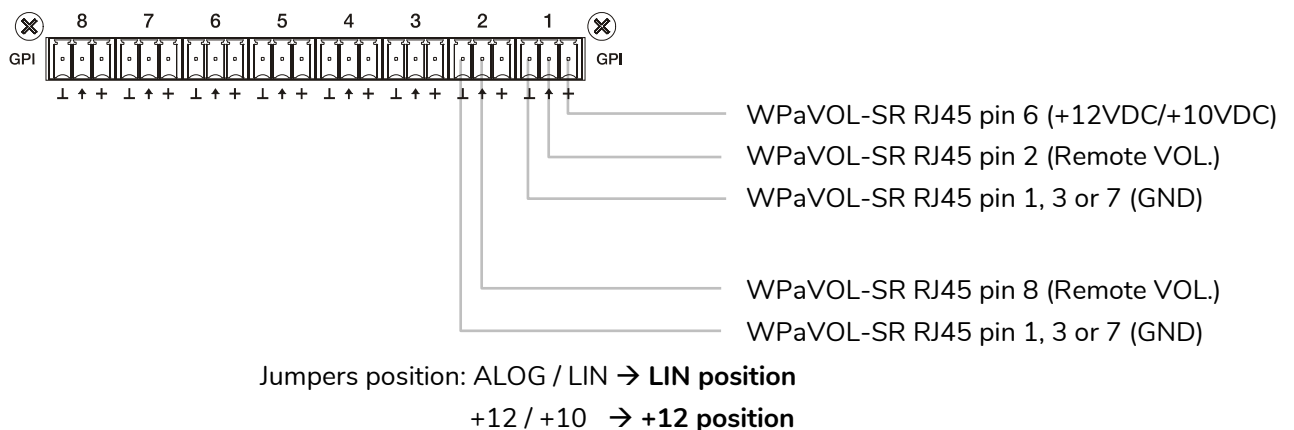 8 7 6 5 4 3 2 1
GPI GPI
⊥ ↑ + ⊥ ↑ + ⊥ ↑ + ⊥ ↑ + ⊥ ↑ + ⊥ ↑ + ⊥ ↑ + ⊥ ↑ +
WPaVOL-SR RJ45 pin 6 (+12VDC/+10VDC)
WPaVOL-SR RJ45 pin 2 (Remote VOL.)
WPaVOL-SR RJ45 pin 1, 3 or 7 (GND)
WPaVOL-SR RJ45 pin 8 (Remote VOL.)
WPaVOL-SR RJ45 pin 1, 3 or 7 (GND)
Jumpers position: ALOG / LIN → LIN position
+12 / +10 → +12 position